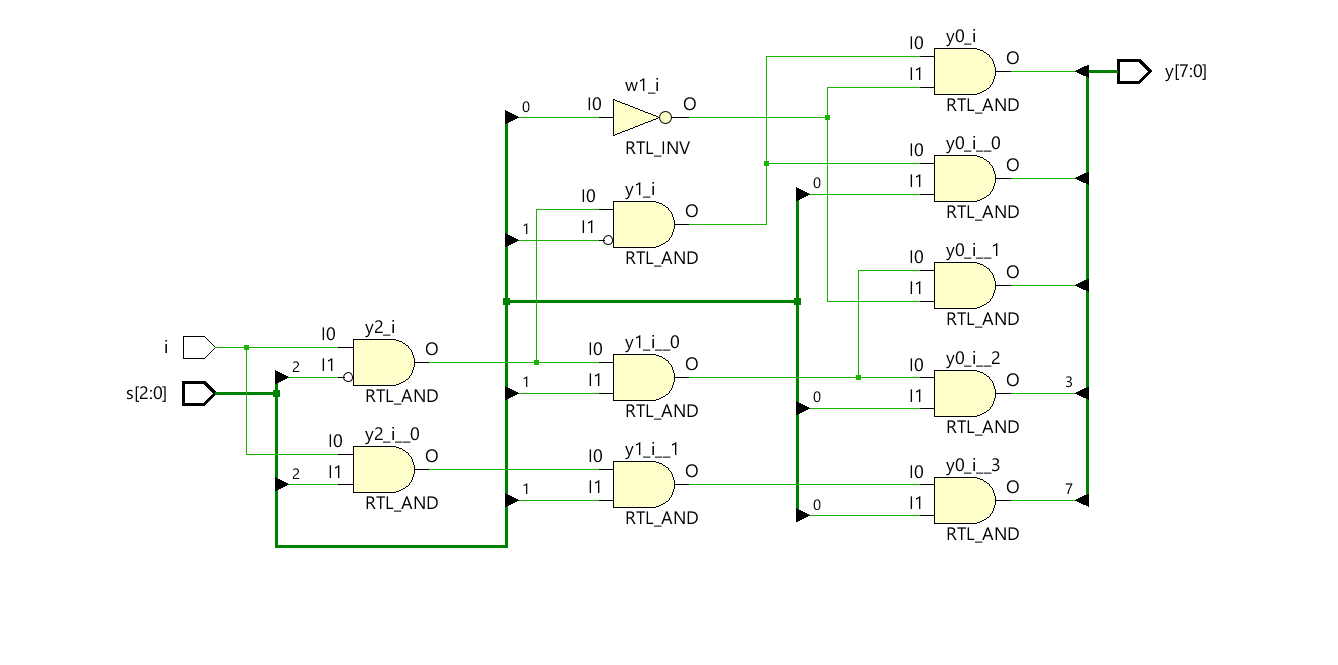 y0_i
I0
O
I1
y[7:0]
RTL_AND
w1_i
0
I0
O
RTL_INV
y0_i__0
I0
O
0
I1
RTL_AND
y1_i
I0
O
1
I1
RTL_AND
y0_i__1
I0
O
I1
RTL_AND
y2_i
i
I0
O
2
I1
s[2:0]
RTL_AND
y1_i__0
I0
O
1
I1
RTL_AND
y0_i__2
I0
O
3
0
I1
RTL_AND
y2_i__0
I0
O
2
I1
RTL_AND
y1_i__1
I0
O
1
I1
RTL_AND
y0_i__3
I0
O
7
0
I1
RTL_AND